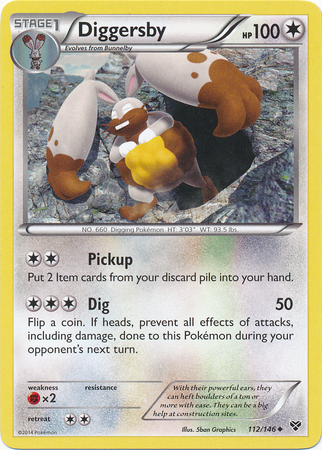 STAGE1
Diggersby
HP100
Evolves from Bunnelby
NO. 660 Digging Pokémon HT: 3'03" WT: 93.5 lbs.
Pickup
Put 2 Item cards from your discard pile into your hand.
Dig 50
Flip a coin. If heads, prevent all effects of attacks,
including damage, done to this Pokémon during your
opponent's next turn.
weakness
resistance
×2
retreat
With their powerful ears, they
can heft boulders of a ton or
more with ease. They can be a big
help at construction sites.
Illus. 5ban Graphics
112/146
©2014 Pokémon
XY